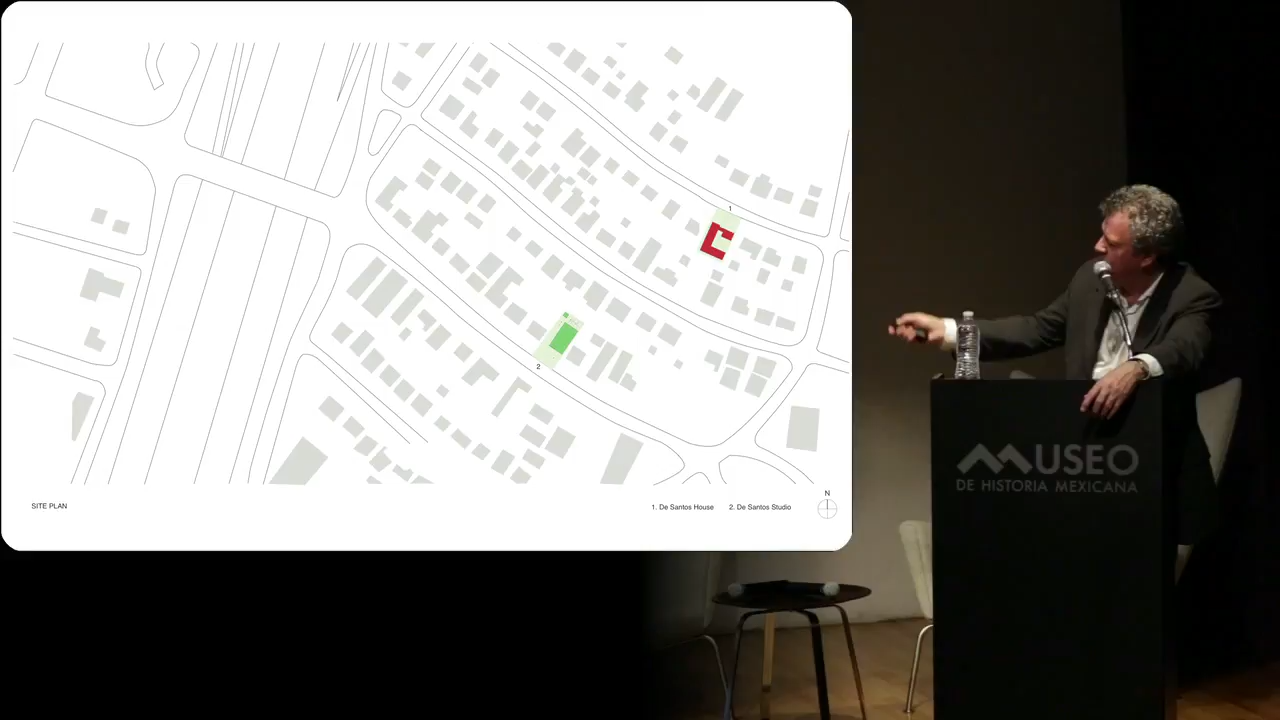 1
2
SITE PLAN
1. De Santos House 2. De Santos Studio
N
MUSEO
DE HISTORIA MEXICANA